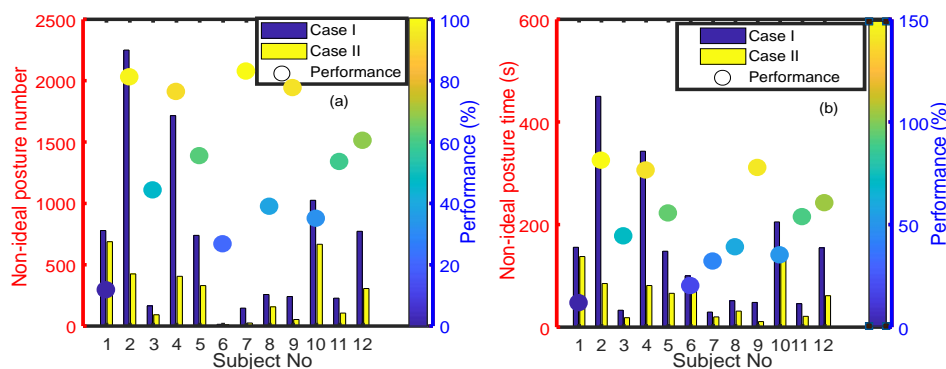 2500
2000
1500
1000
500
0
Non-ideal posture number
Case I
Case II
Performance
(a)
1 2 3 4 5 6 7 8 9 10 11 12
Subject No
100
80
60
40
20
0
Performance (%)
600
400
200
0
Non-ideal posture time (s)
Case I
Case II
Performance
(b)
1 2 3 4 5 6 7 8 9 10 11 12
Subject No
150
100
50
0
Performance (%)